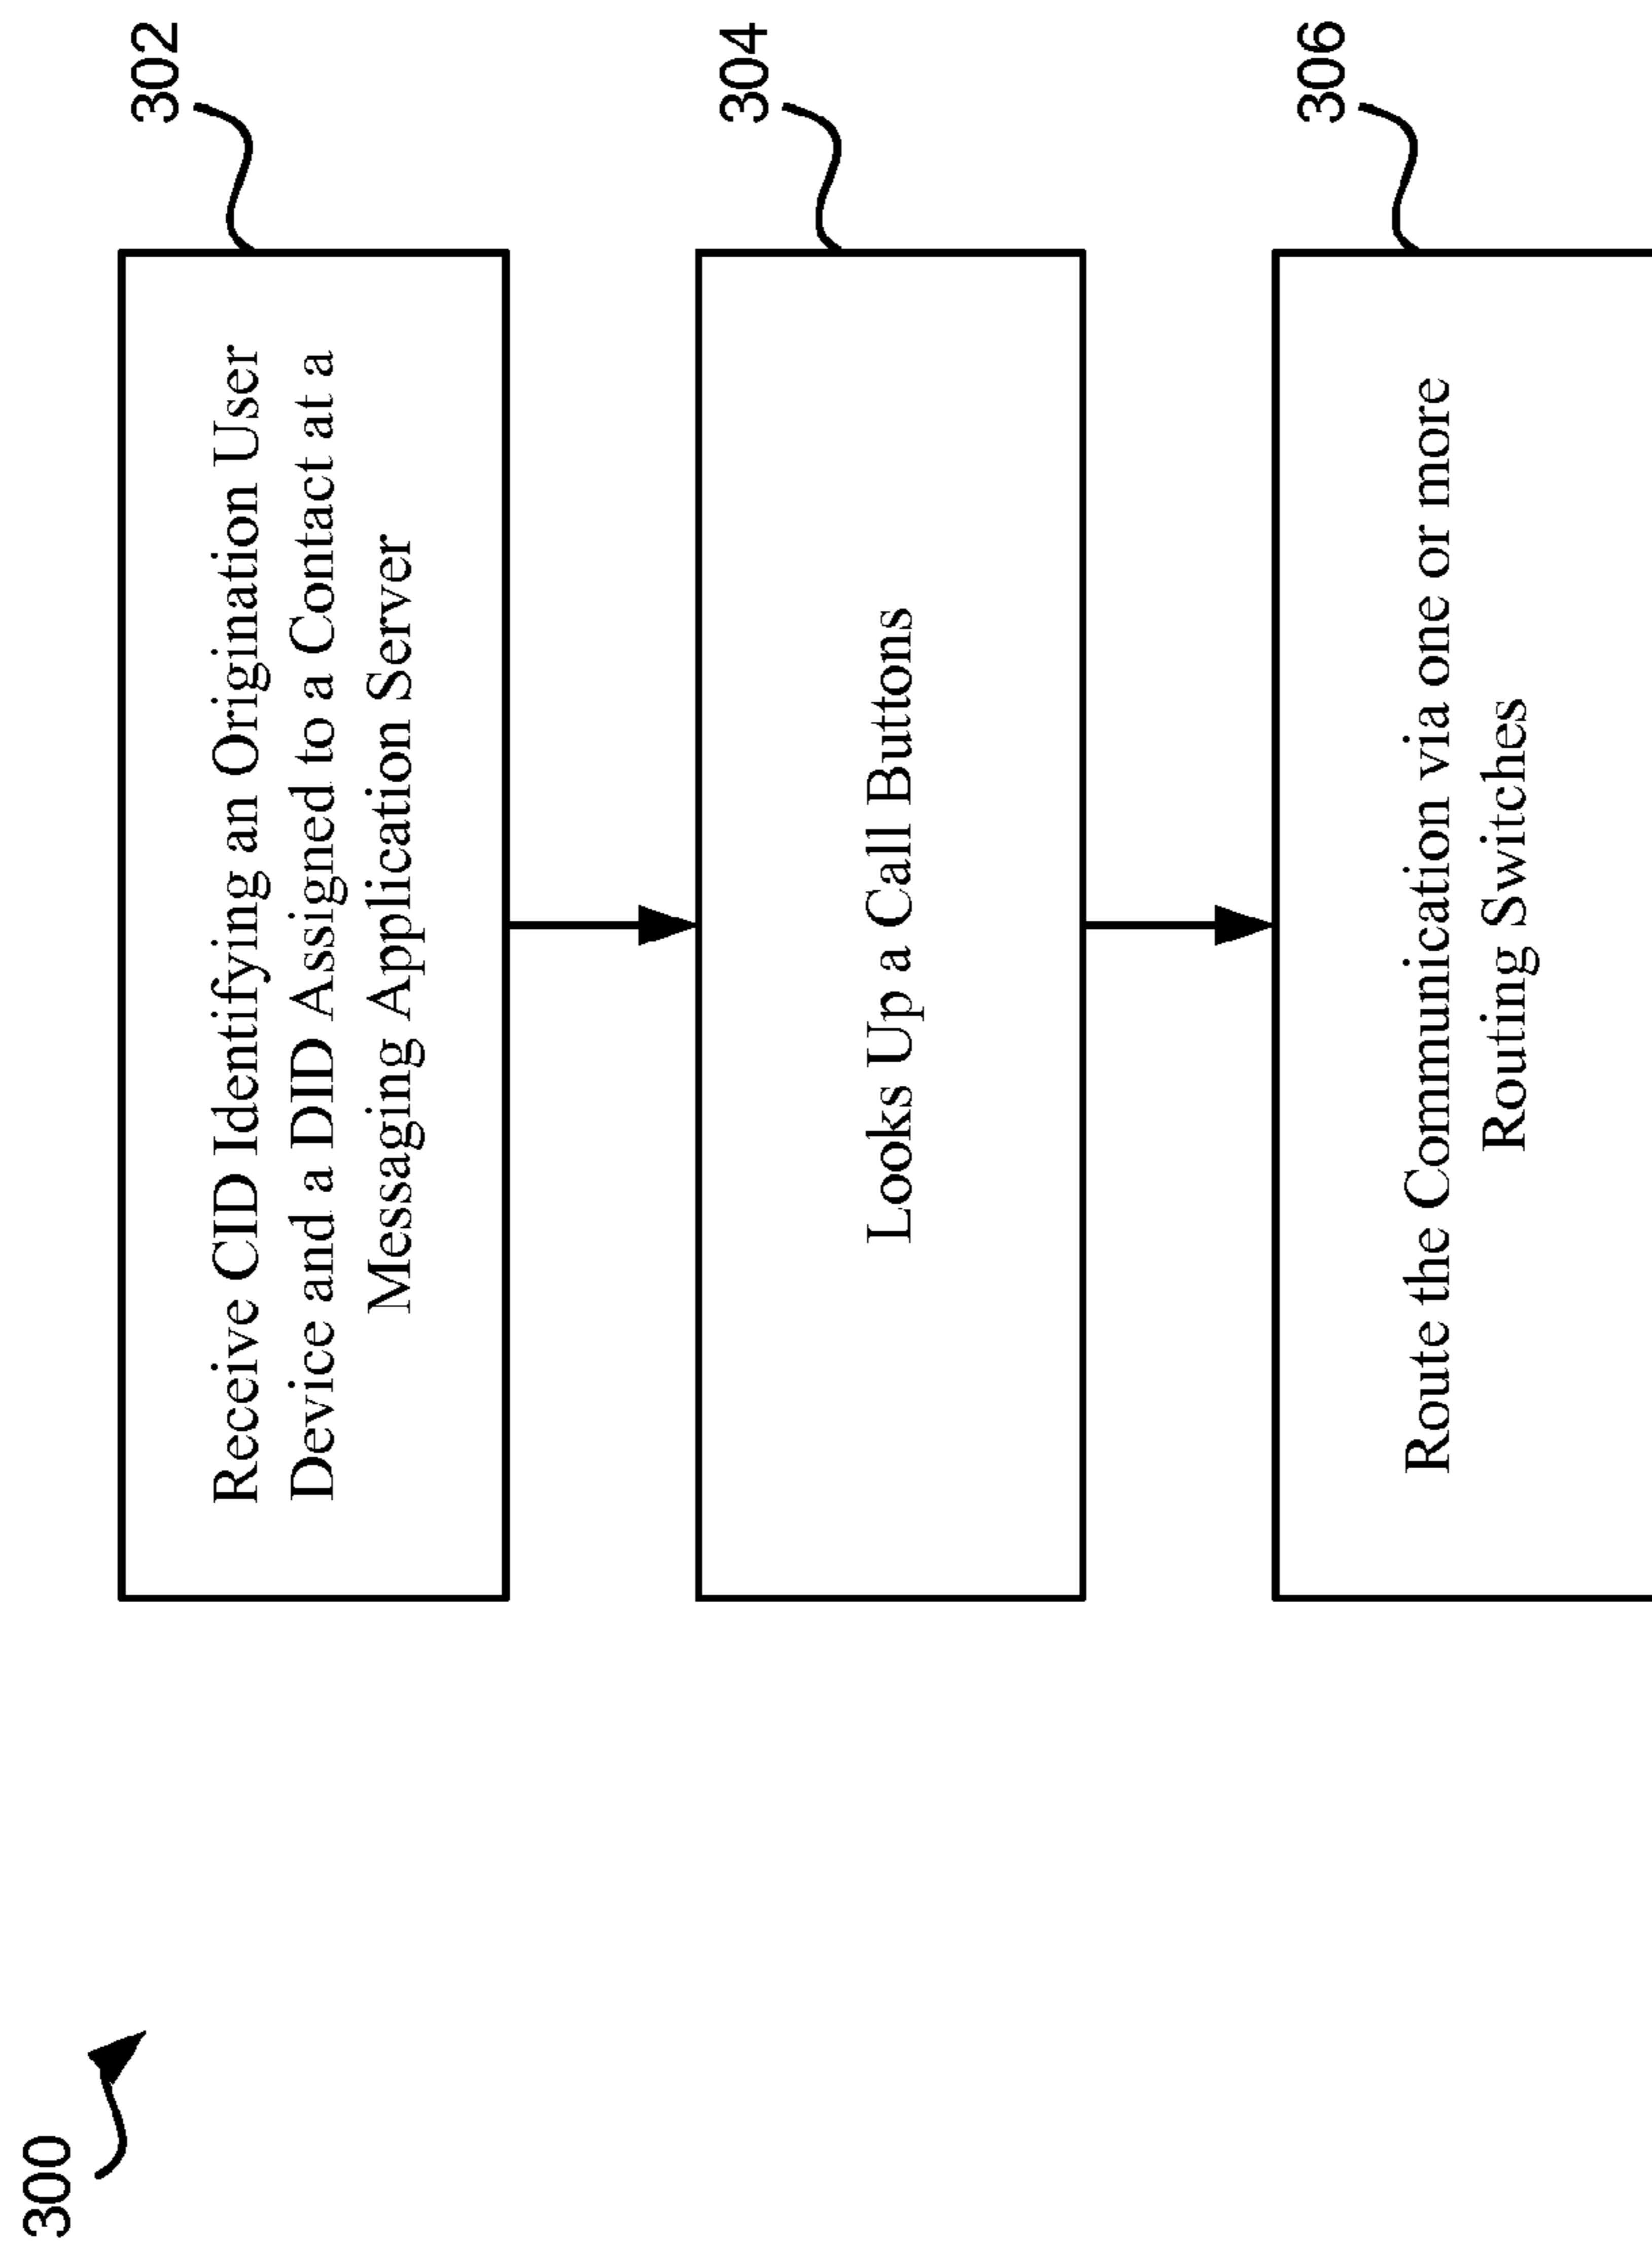 300
302
Receive CID Identifying an Origination User
Device and a DID Assigned to a Contact at a
Messaging Application Server
304
Looks Up a Call Buttons
306
Route the Communication via one or more
Routing Switches